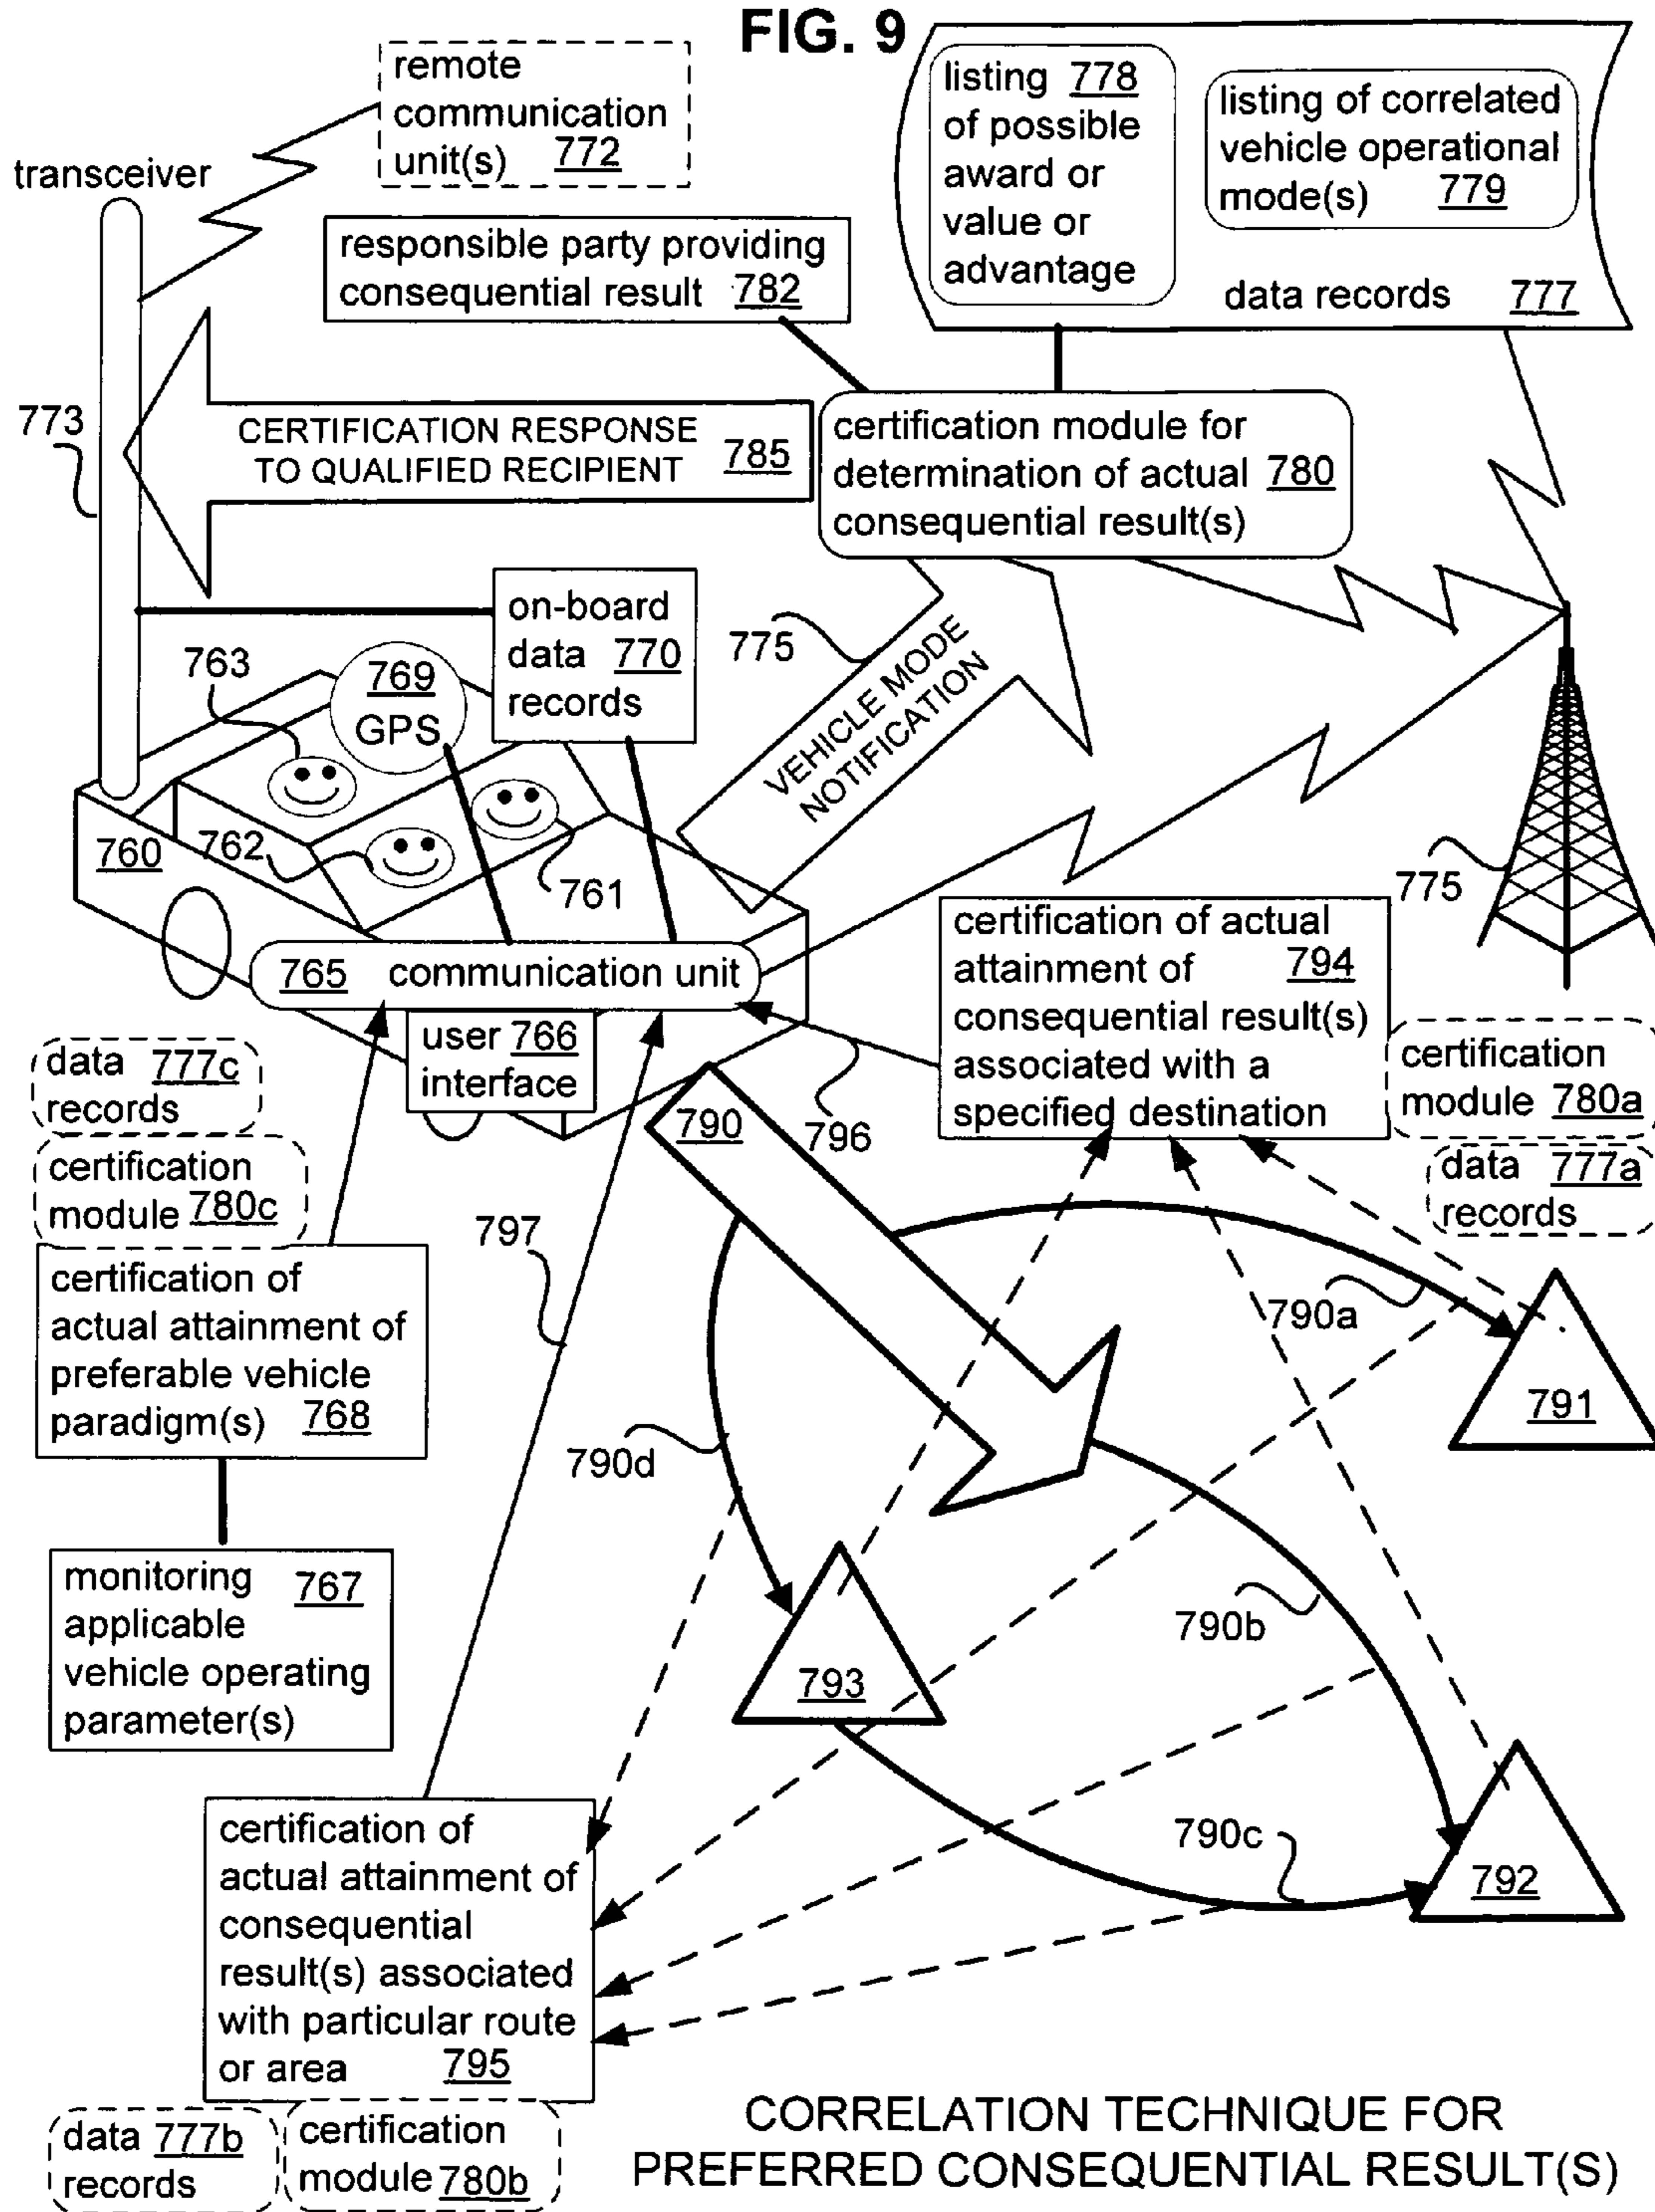 FIG. 9
remote
communication
unit(s) 772
listing 778
of possible
award or
value or
advantage
listing of correlated
vehicle operational
mode(s) 779
data records 777
transceiver
responsible party providing
consequential result 782
773
CERTIFICATION RESPONSE
TO QUALIFIED RECIPIENT 785
certification module for
determination of actual 780
consequential result(s)
on-board
data 770
records
775
VEHICLE MODE
NOTIFICATION
763
769
GPS
760
762
761
775
765 communication unit
user 766
interface
certification of actual
attainment of 794
consequential result(s)
associated with a
specified destination
796
certification
module 780a
data 777a
records
data 777c
records
certification
module 780c
certification of
actual attainment of
preferable vehicle
paradigm(s) 768
797
790
790a
791
790d
monitoring 767
applicable
vehicle operating
parameter(s)
793
790b
790c
792
certification of
actual attainment of
consequential
result(s) associated
with particular route
or area 795
data 777b
records
certification
module 780b
CORRELATION TECHNIQUE FOR
PREFERRED CONSEQUENTIAL RESULT(S)